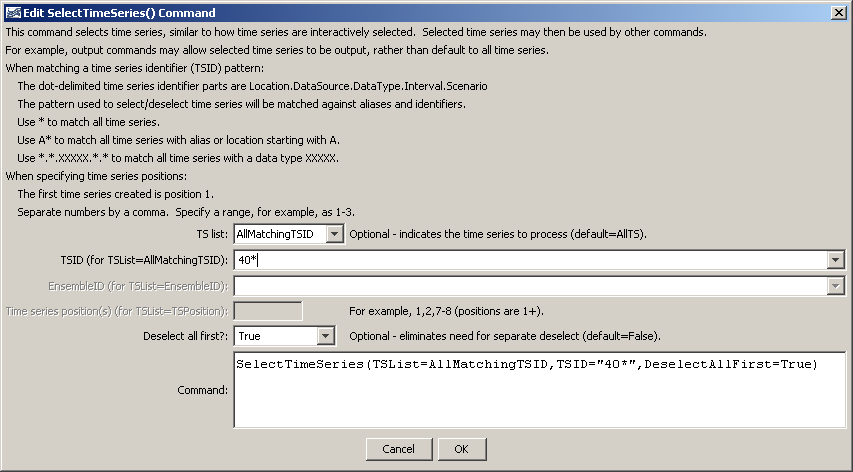 Edit SelectTimeSeries() Command
This command selects time series, similar to how time series are interactively selected.  Selected time series may then be used by other commands.
For example, output commands may allow selected time series to be output, rather than default to all time series.
When matching a time series identifier (TSID) pattern:
The dot-delimited time series identifier parts are Location.DataSource.DataType.Interval.Scenario
The pattern used to select/deselect time series will be matched against aliases and identifiers.
Use * to match all time series.
Use A* to match all time series with alias or location starting with A.
Use *.*.XXXXX.*.* to match all time series with a data type XXXXX.
When specifying time series positions:
The first time series created is position 1.
Separate numbers by a comma.  Specify a range, for example, as 1-3.
TS list: AllMatchingTSID Optional - indicates the time series to process (default=AllTS).
TSID (for TSList=AllMatchingTSID): 40*
EnsembleID (for TSList=EnsembleID):
Time series position(s) (for TSList=TSPosition): For example, 1,2,7-8 (positions are 1+).
Deselect all first?: True Optional - eliminates need for separate deselect (default=False).
SelectTimeSeries(TSList=AllMatchingTSID,TSID="40*",DeselectAllFirst=True)
Command:
Cancel OK